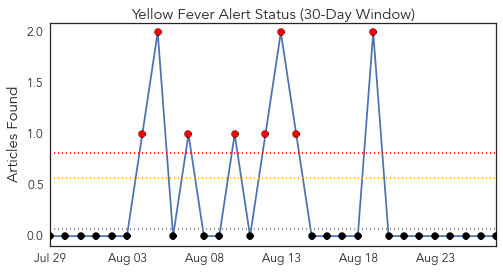 Yellow Fever Alert Status (30-Day Window)
Articles Found
2.0
1.5
1.0
0.5
0.0
Jul 29 Aug 03 Aug 08 Aug 13 Aug 18 Aug 23